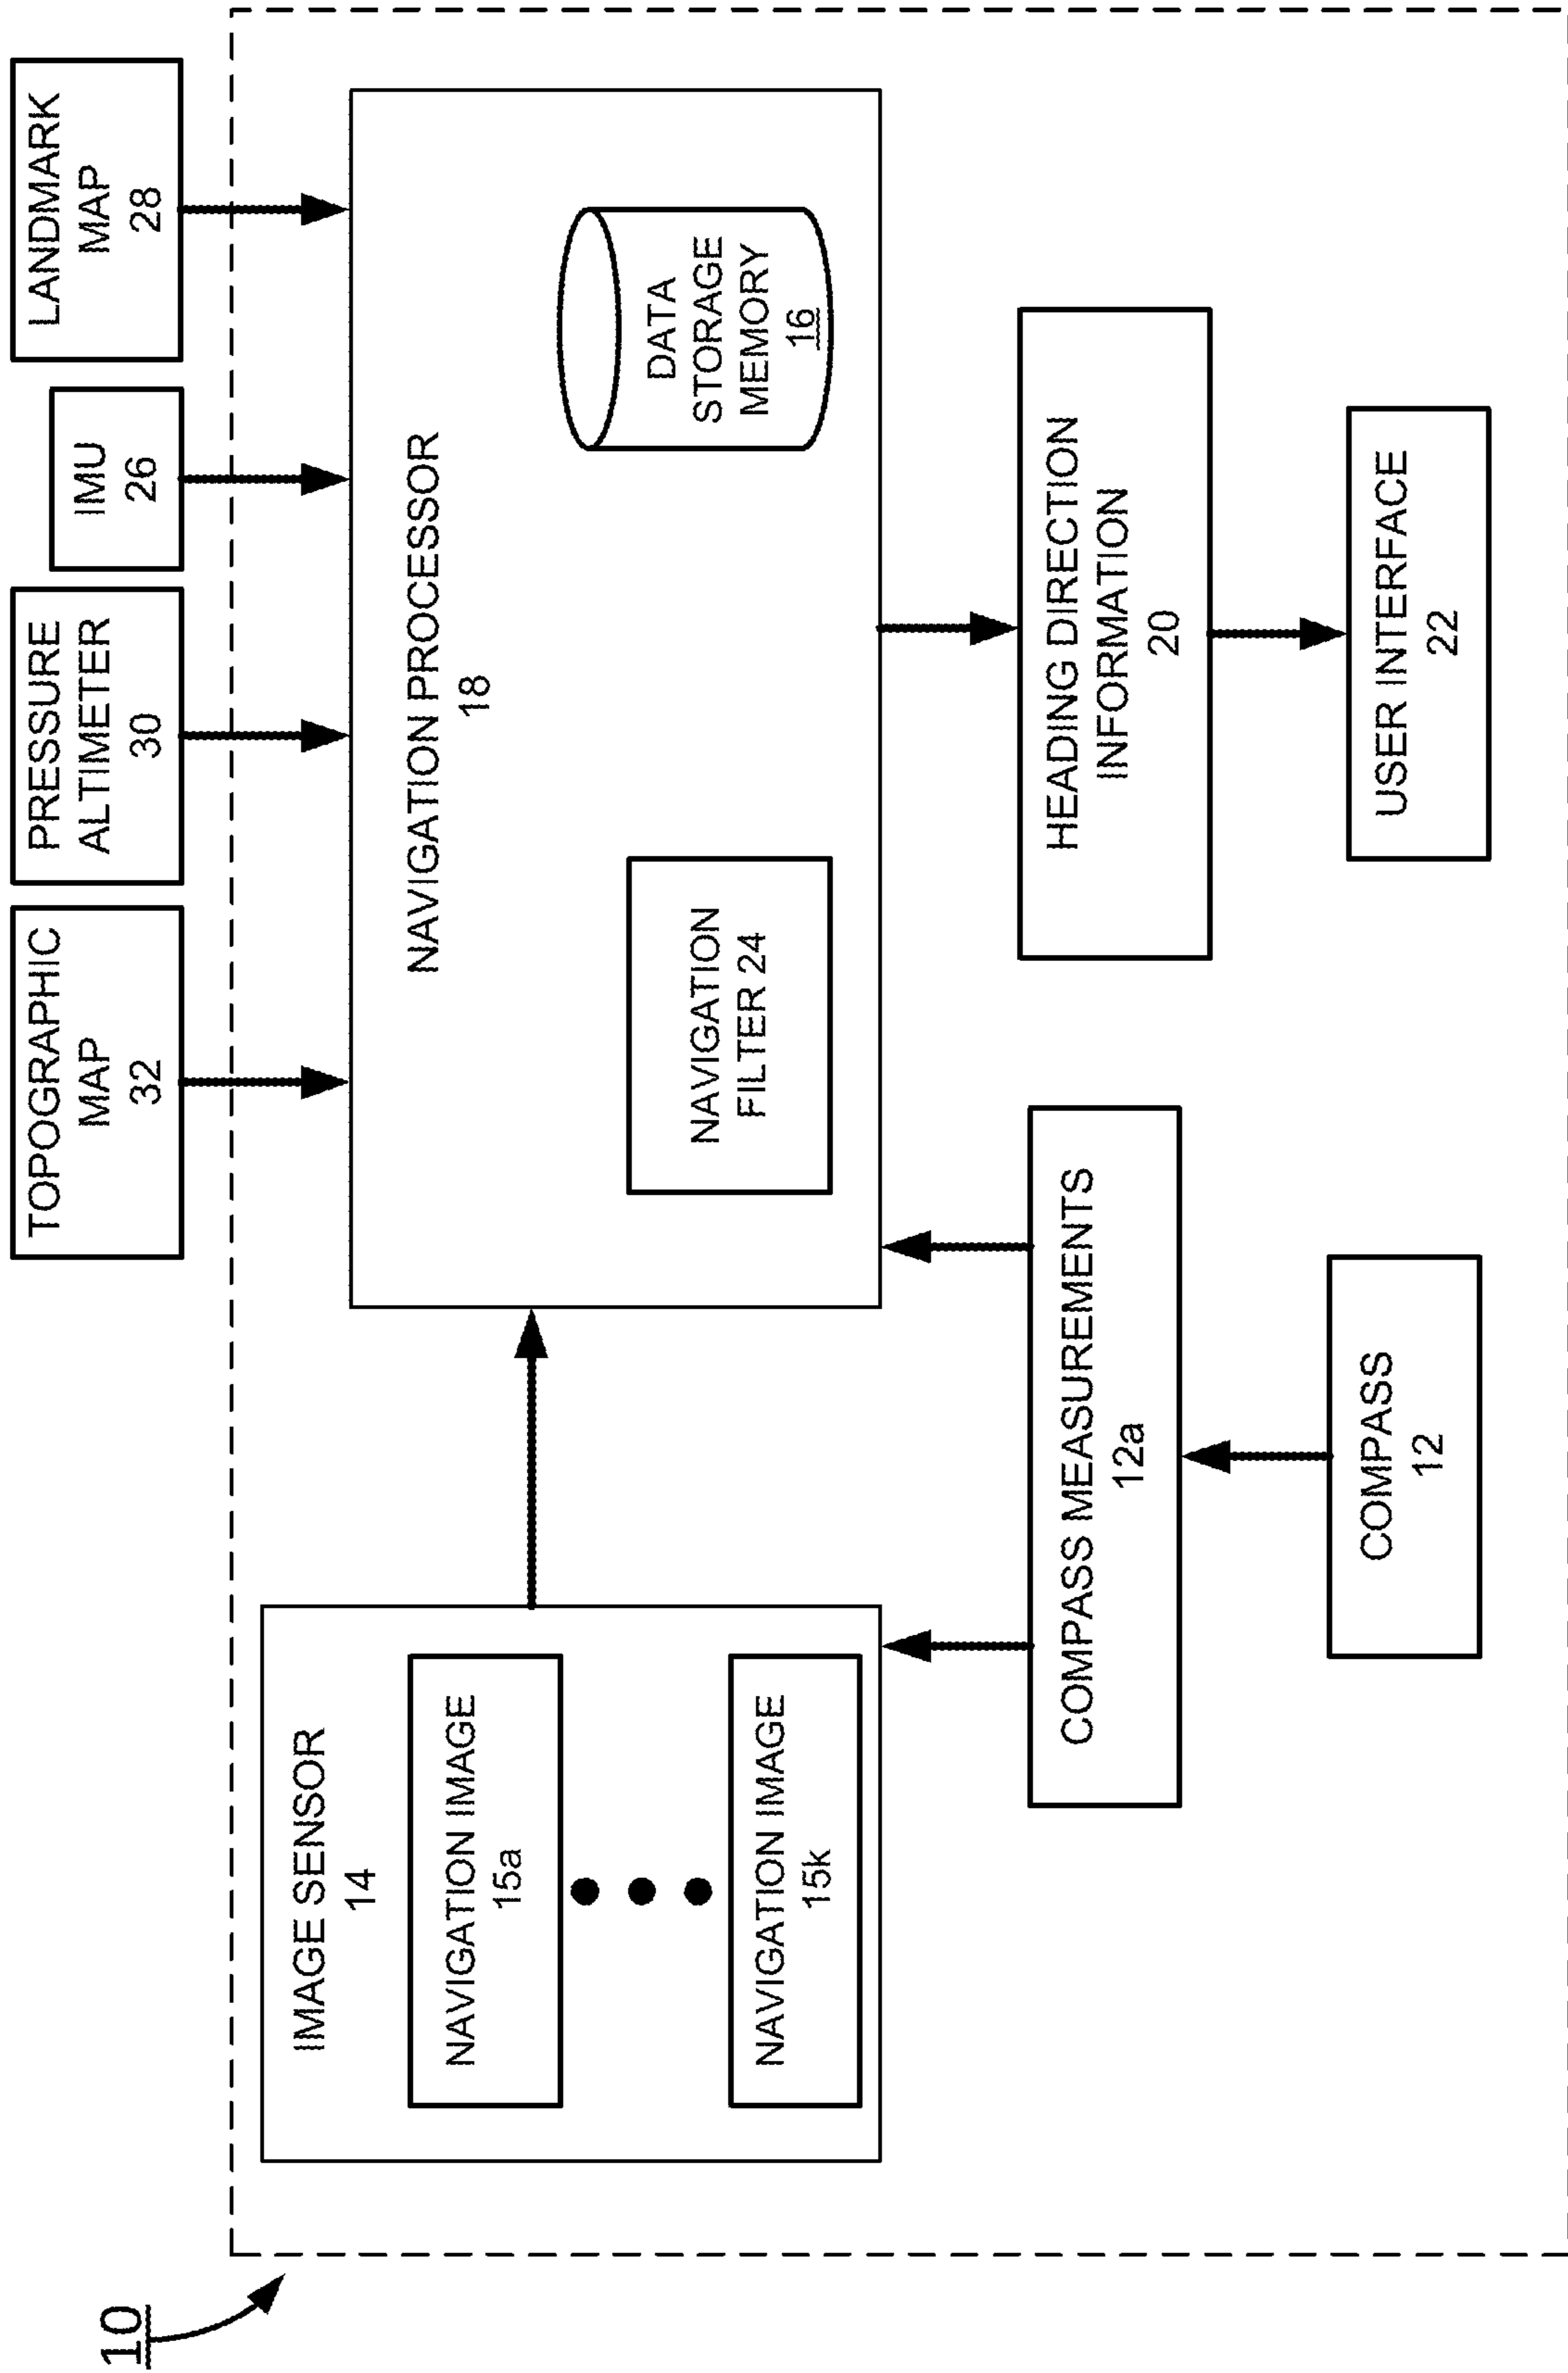 10
TOPOGRAPHIC
MAP
32
PRESSURE
ALTIMETER
30
IMU
26
LANDMARK
MAP
28
IMAGE SENSOR
14
NAVIGATION IMAGE
15a
NAVIGATION IMAGE
15k
NAVIGATION PROCESSOR
18
NAVIGATION
FILTER 24
DATA
STORAGE
MEMORY
16
COMPASS MEASUREMENTS
12a
COMPASS
12
HEADING DIRECTION
INFORMATION
20
USER INTERFACE
22